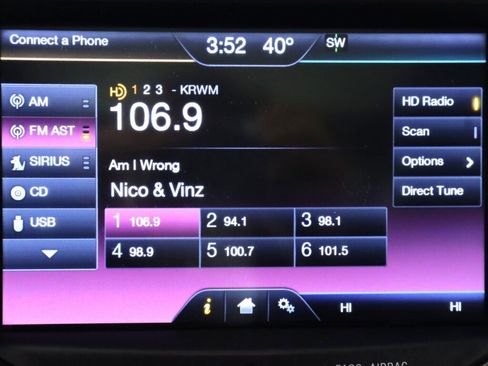 Connect a Phone
3:52 40° SW
AM
FM AST
SIRIUS
CD
USB
HD 1 2 3 - KRWM
106.9
Am I Wrong
Nico & Vinz
1 106.9 2 94.1 3 98.1
4 98.9 5 100.7 6 101.5
HD Radio
Scan
Options
Direct Tune
i HI HI
AIRBAG